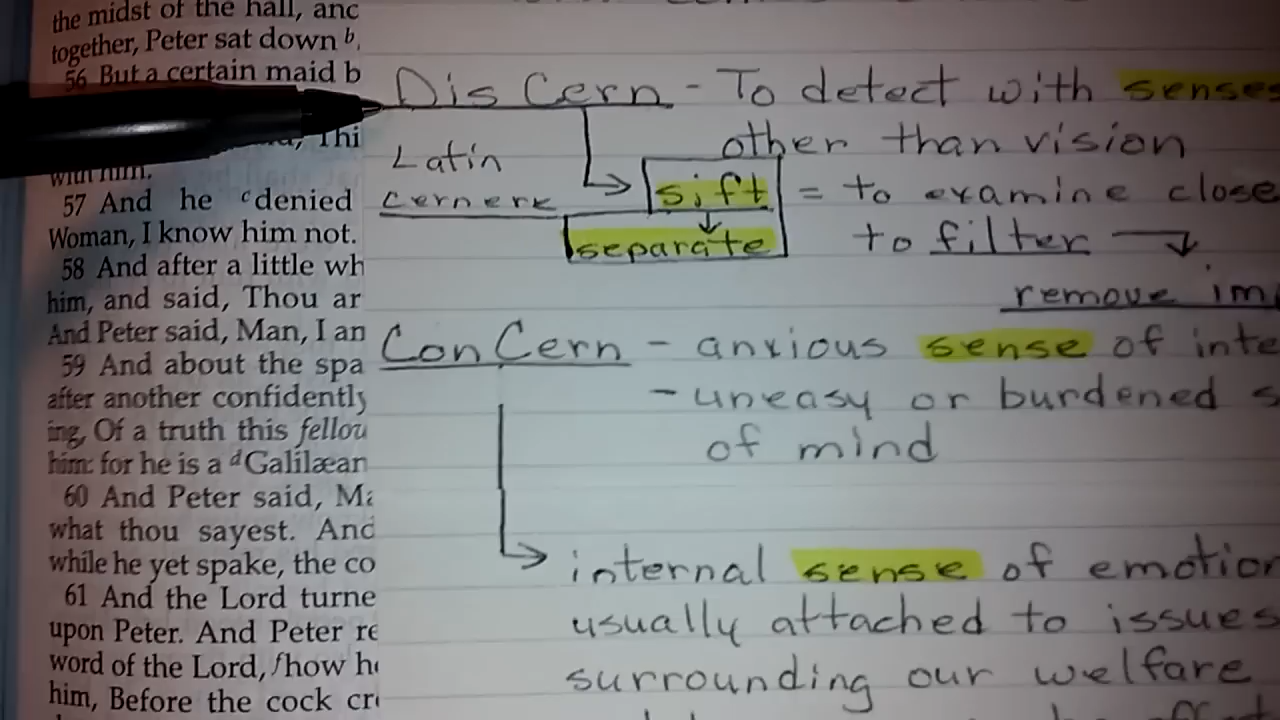 the midst of the hall, and
together, Peter sat down b
56 But a certain maid b
Thi
with him.
57 And he c denied
Woman, I know him not.
58 And after a little wh
him, and said, Thou ar
And Peter said, Man, I am
59 And about the spa
after another confidently
ing, Of a truth this fellow
him: for he is a d Galilæan
60 And Peter said, Ma
what thou sayest. And
while he yet spake, the co
61 And the Lord turne
upon Peter. And Peter re
word of the Lord, f how he
him, Before the cock cr
DisCern - To detect with senses
other than vision
Latin
cernere
sift = to examine close
separate to filter
remove im
ConCern - anxious sense of inte
- uneasy or burdened s
of mind
internal sense of emotion
usually attached to issues
surrounding our welfare